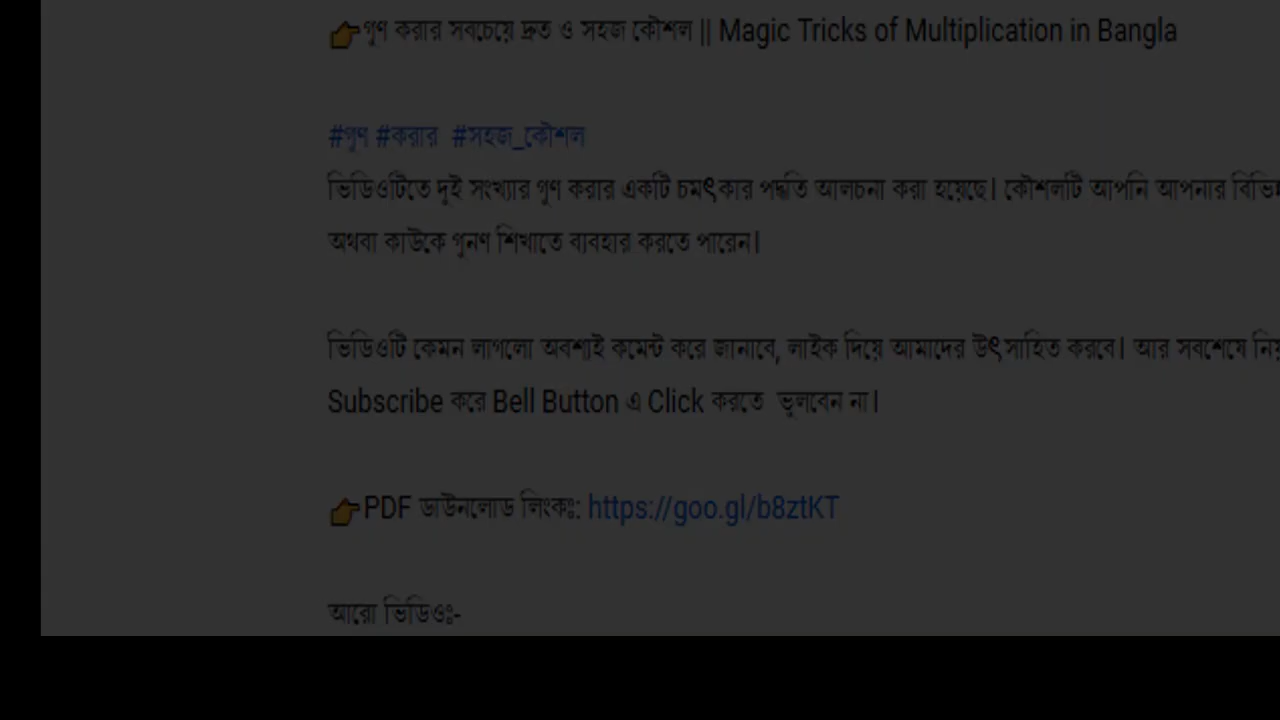 👉গুণ করার সবচেয়ে দ্রুত ও সহজ কৌশল || Magic Tricks of Multiplication in Bangla
#গুণ #করার #সহজ_কৌশল
ভিডিওটিতে দুই সংখ্যার গুণ করার একটি চমৎকার পদ্ধতি আলচনা করা হয়েছে। কৌশলটি আপনি আপনার
অথবা কাউকে গুনণ শিখাতে ব্যবহার করতে পারেন।
ভিডিওটি কেমন লাগলো অবশ্যই কমেন্ট করে জানাবে, লাইক দিয়ে আমাদের উৎসাহিত করবে। আর সবশেষে
Subscribe করে Bell Button এ Click করতে ভুলবেন না।
👉PDF ডাউনলোড লিংকঃ: https://goo.gl/b8ztKT
আরো ভিডিওঃ-